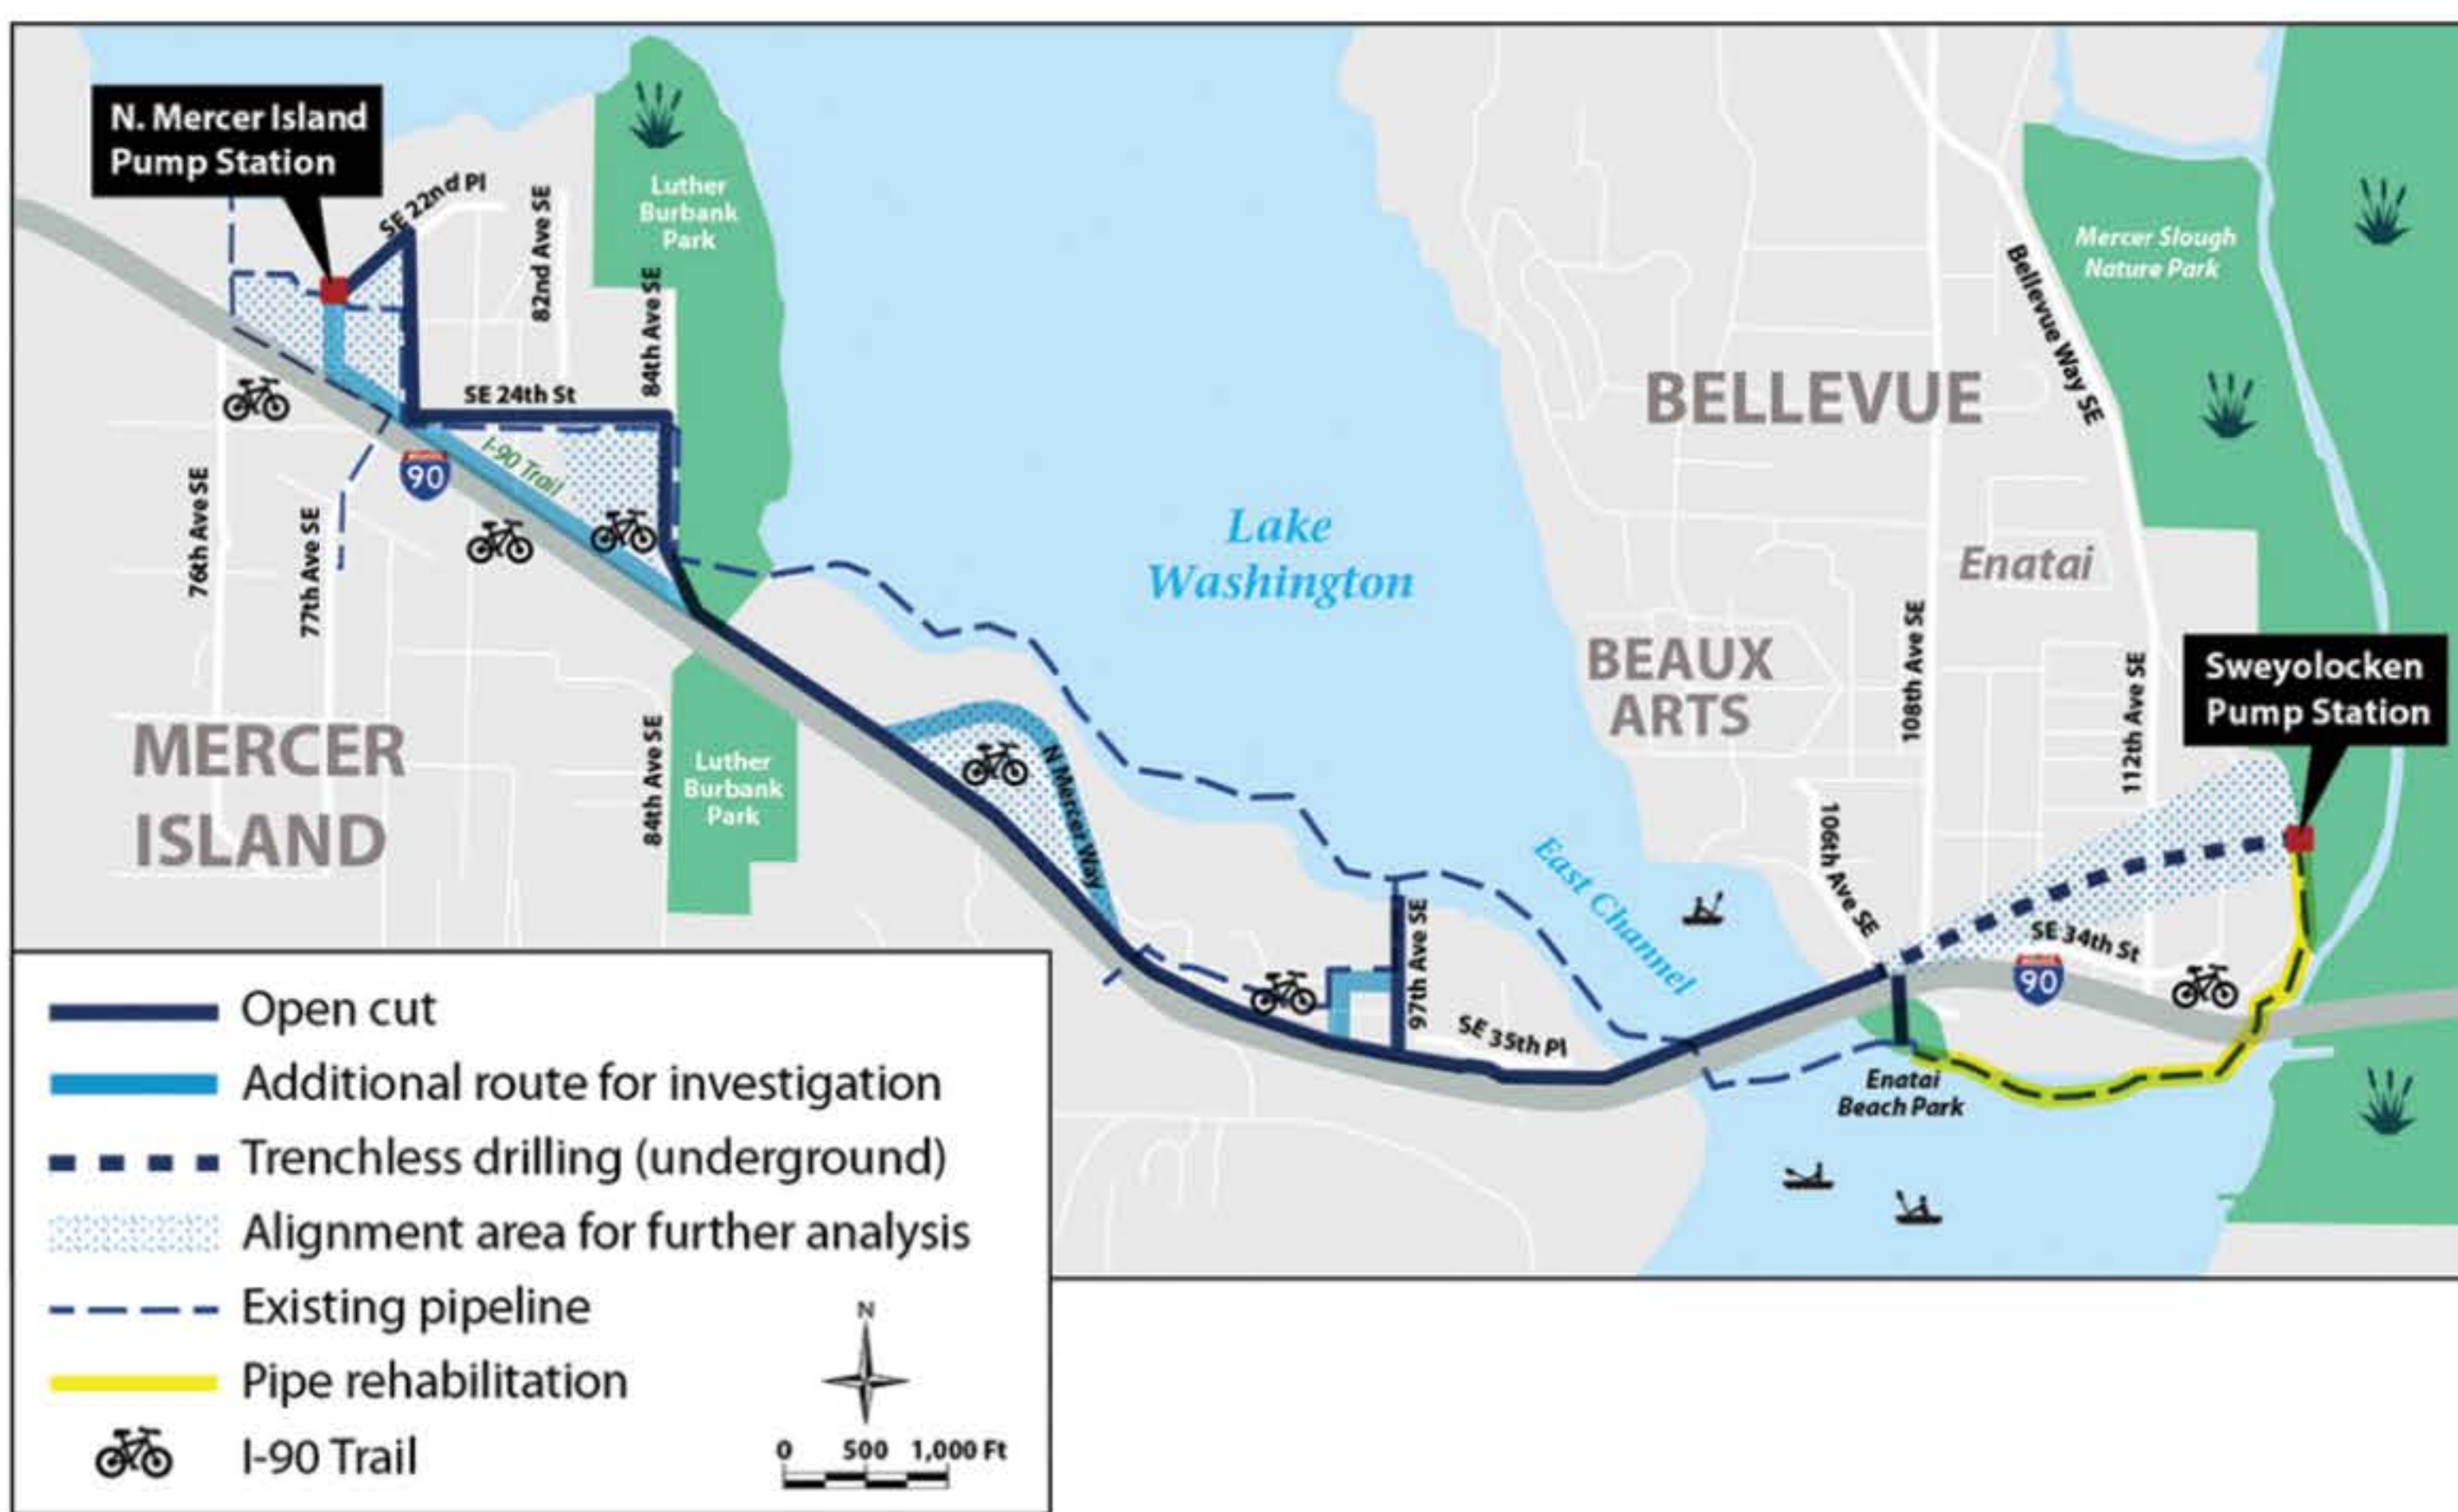 N. Mercer Island
Pump Station
SE 22nd Pl
82nd Ave SE
84th Ave SE
Luther
Burbank
Park
SE 24th St
I-90 Trail
90
76th Ave SE
77th Ave SE
MERCER
ISLAND
84th Ave SE
Luther
Burbank
Park
N Mercer Way
Lake
Washington
East Channel
97th Ave SE
SE 35th Pl
BELLEVUE
Enatai
BEAUX
ARTS
Bellevue Way SE
Mercer Slough
Nature Park
108th Ave SE
112th Ave SE
106th Ave SE
Sweyolocken
Pump Station
SE 34th St
90
Enatai
Beach Park
Open cut
Additional route for investigation
Trenchless drilling (underground)
Alignment area for further analysis
Existing pipeline
Pipe rehabilitation
I-90 Trail
N
0 500 1,000 Ft